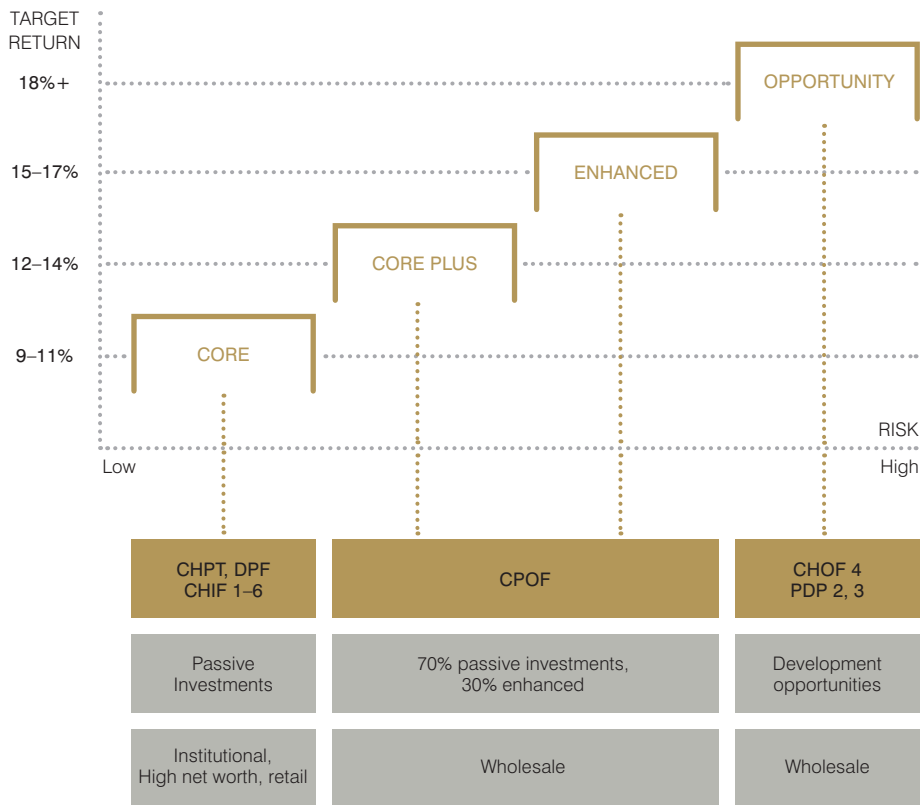 TARGET
RETURN
18%+
OPPORTUNITY
15–17%
ENHANCED
12–14%
CORE PLUS
9–11%
CORE
RISK
Low
High
CHPT, DPF
CHIF 1–6
CPOF
CHOF 4
PDP 2, 3
Passive
Investments
70% passive investments,
30% enhanced
Development
opportunities
Institutional,
High net worth, retail
Wholesale
Wholesale